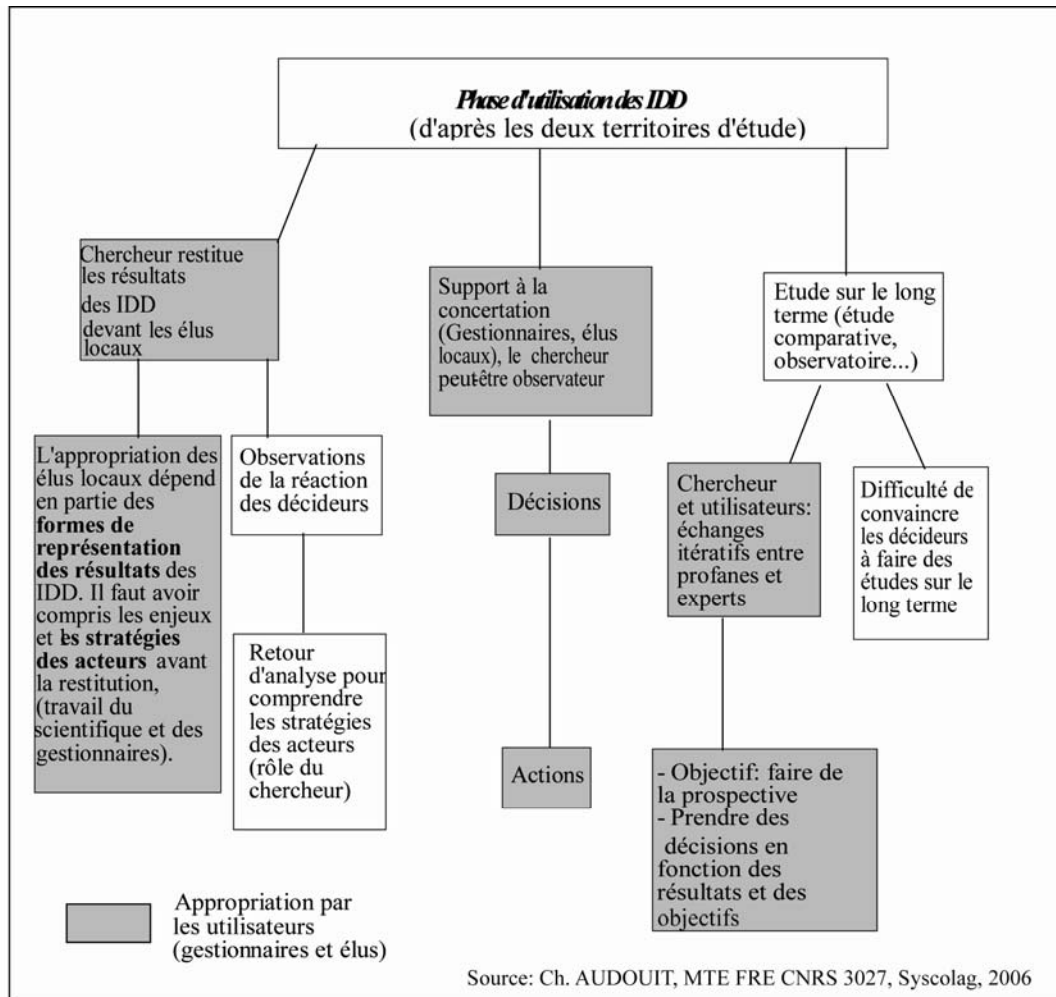 Phase d'utilisation des IDD
(d'après les deux territoires d'étude)
Chercheur restitue
les résultats
des IDD
devant les élus
locaux
L'appropriation des
élus locaux dépend
en partie des
formes de
représentation
des résultats des
IDD. Il faut avoir
compris les enjeux
et les stratégies
des acteurs avant
la restitution,
(travail du
scientifique et des
gestionnaires).
Observations
de la réaction
des décideurs
Retour
d'analyse pour
comprendre
les stratégies
des acteurs
(rôle du
chercheur)
Support à la
concertation
(Gestionnaires, élus
locaux), le chercheur
peut-être observateur
Décisions
Actions
Etude sur le long
terme (étude
comparative,
observatoire...)
Chercheur
et utilisateurs:
échanges
itératifs entre
profanes et
experts
Difficulté de
convaincre
les décideurs
à faire des
études sur le
long terme
- Objectif: faire de
la prospective
- Prendre des
décisions en
fonction des
résultats et des
objectifs
Appropriation par
les utilisateurs
(gestionnaires et élus)
Source: Ch. AUDOUIT, MTE FRE CNRS 3027, Syscolag, 2006